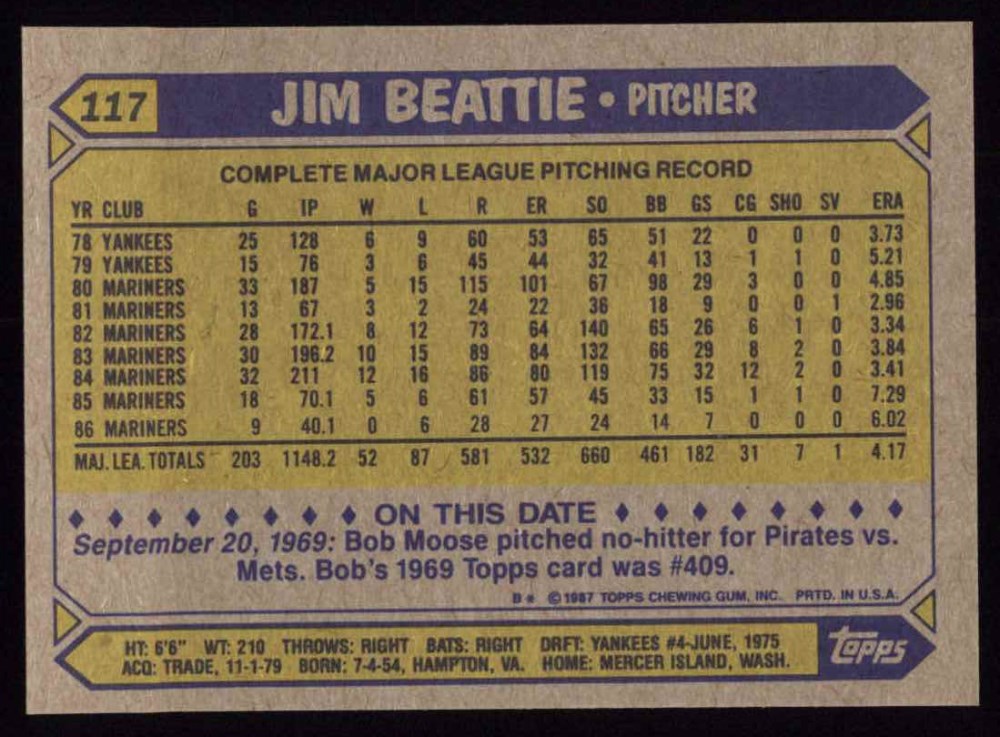 117 JIM BEATTIE • PITCHER
COMPLETE MAJOR LEAGUE PITCHING RECORD
YR CLUB G IP W L R ER SO BB GS CG SHO SV ERA
78 YANKEES 25 128 6 9 60 53 65 51 22 0 0 0 3.73
79 YANKEES 15 76 3 6 45 44 32 41 13 1 1 0 5.21
80 MARINERS 33 187 5 15 115 101 67 98 29 3 0 0 4.85
81 MARINERS 13 67 3 2 24 22 36 18 9 0 0 1 2.96
82 MARINERS 28 172.1 8 12 73 64 140 65 26 6 1 0 3.34
83 MARINERS 30 196.2 10 15 89 84 132 66 29 8 2 0 3.84
84 MARINERS 32 211 12 16 86 80 119 75 32 12 2 0 3.41
85 MARINERS 18 70.1 5 6 61 57 45 33 15 1 1 0 7.29
86 MARINERS 9 40.1 0 6 28 27 24 14 7 0 0 0 6.02
MAJ. LEA. TOTALS 203 1148.2 52 87 581 532 660 461 182 31 7 1 4.17
♦ ♦ ♦ ♦ ♦ ♦ ♦ ♦ ON THIS DATE ♦ ♦ ♦ ♦ ♦ ♦ ♦ ♦
September 20, 1969: Bob Moose pitched no-hitter for Pirates vs.
Mets. Bob's 1969 Topps card was #409.
B* ©1987 TOPPS CHEWING GUM, INC. PRTD. IN U.S.A.
HT: 6'6" WT: 210 THROWS: RIGHT BATS: RIGHT DRFT: YANKEES #4-JUNE, 1975
ACQ: TRADE, 11-1-79 BORN: 7-4-54, HAMPTON, VA. HOME: MERCER ISLAND, WASH.
topps